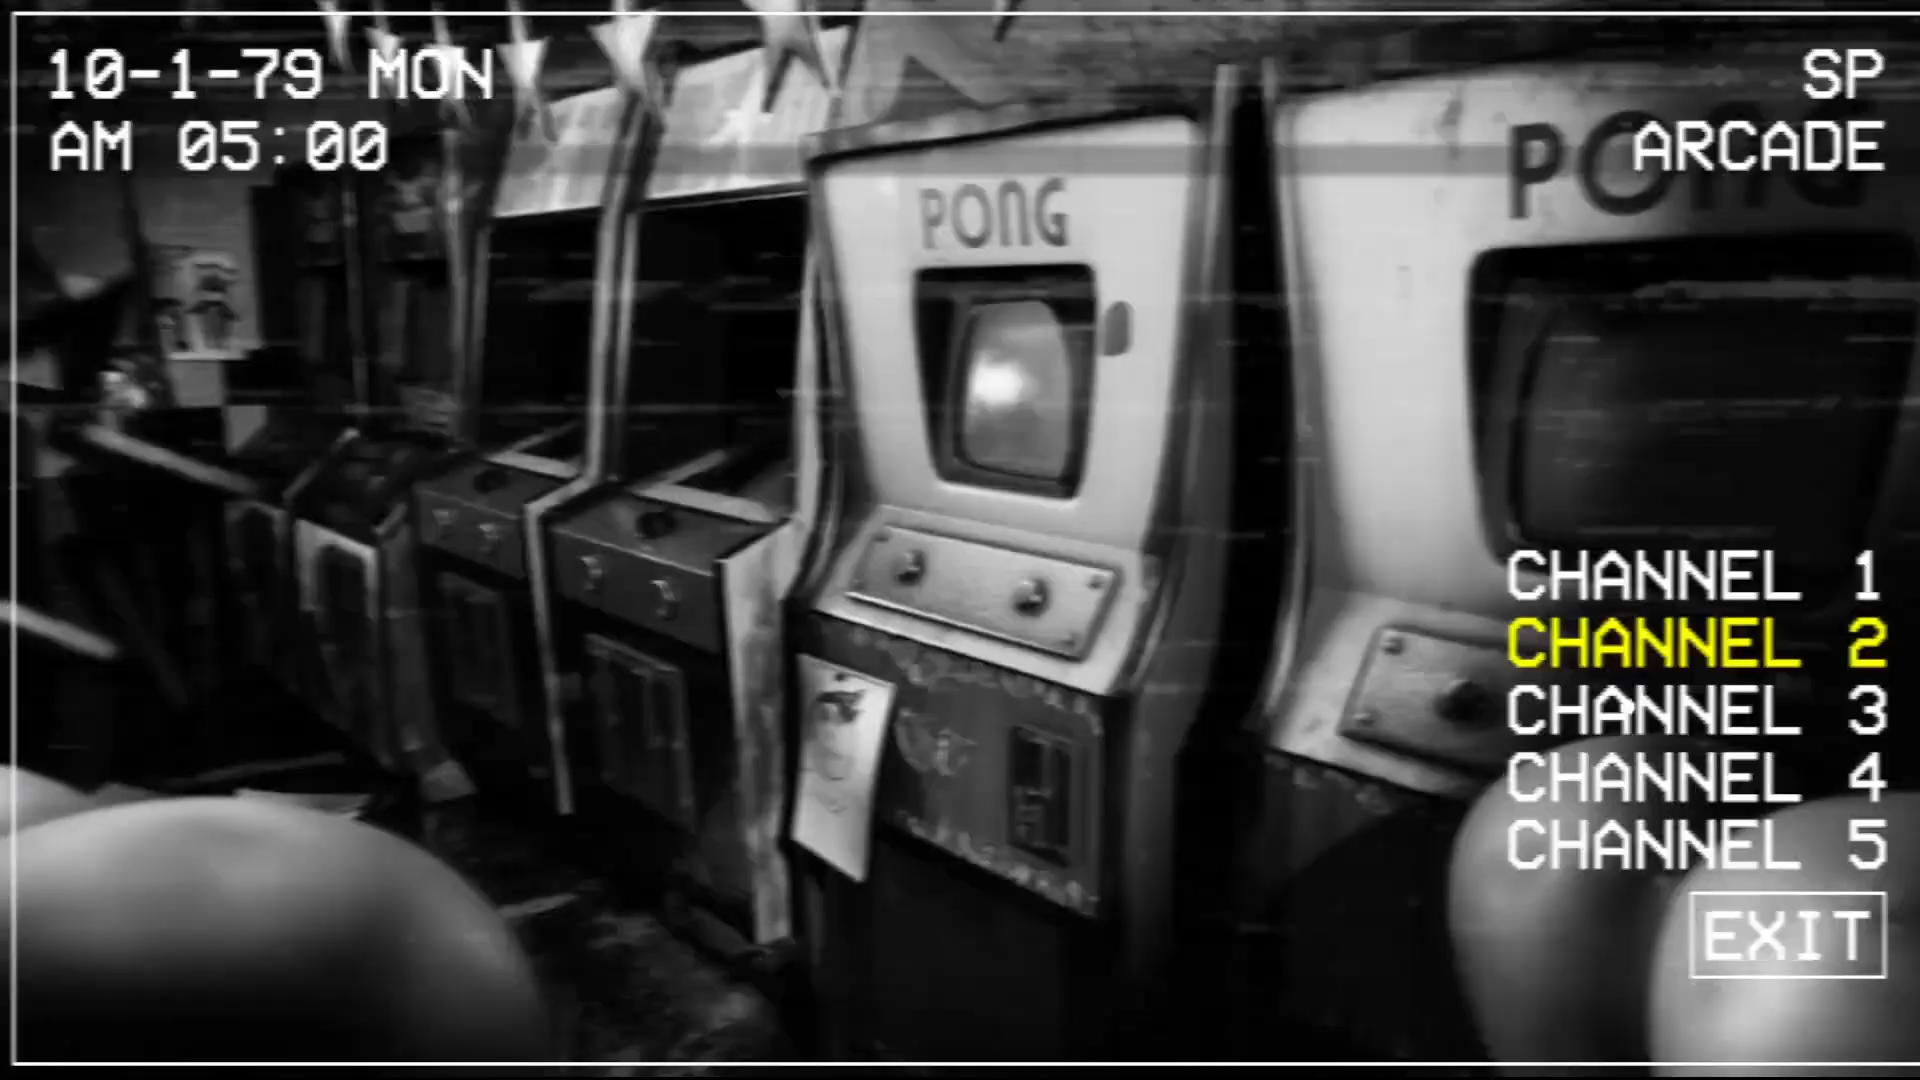 10-1-79 MON
AM 05:00
SP
ARCADE
PONG
PONG
CHANNEL 1
CHANNEL 2
CHANNEL 3
CHANNEL 4
CHANNEL 5
EXIT